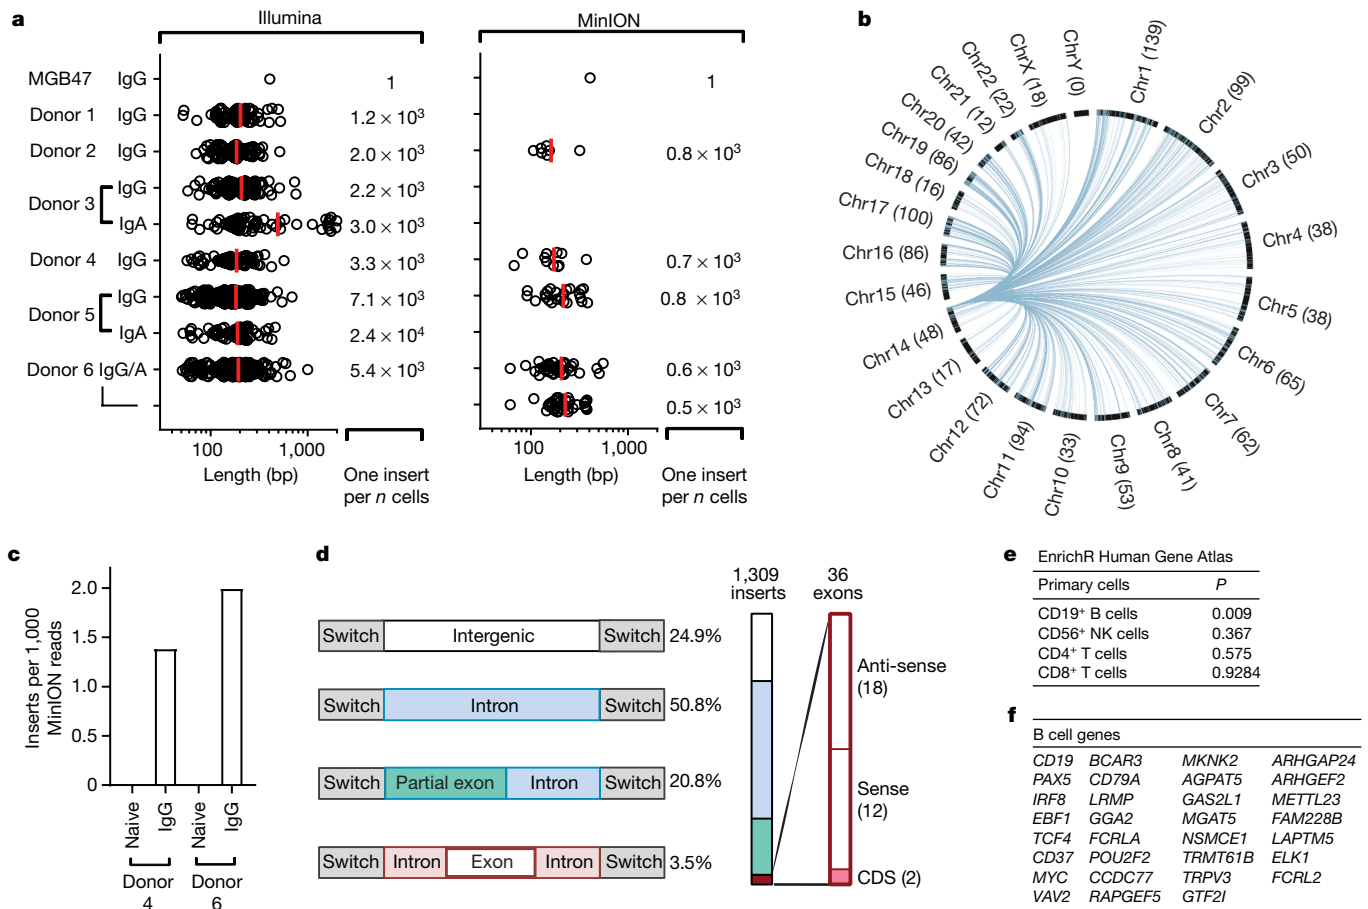 a
Illumina
MinION
MGB47 IgG 1 1
Donor 1 IgG 1.2 × 10³
Donor 2 IgG 2.0 × 10³ 0.8 × 10³
Donor 3
IgG 2.2 × 10³
IgA 3.0 × 10³
Donor 4 IgG 3.3 × 10³ 0.7 × 10³
Donor 5
IgG 7.1 × 10³ 0.8 × 10³
IgA 2.4 × 10⁴
Donor 6 IgG/A 5.4 × 10³ 0.6 × 10³
0.5 × 10³
100 1,000 100 1,000
Length (bp)
One insert
per n cells
Length (bp)
One insert
per n cells
b
Chr1 (139)
Chr2 (99)
Chr3 (50)
Chr4 (38)
Chr5 (38)
Chr6 (65)
Chr7 (62)
Chr8 (41)
Chr9 (53)
Chr10 (33)
Chr11 (94)
Chr12 (72)
Chr13 (17)
Chr14 (48)
Chr15 (46)
Chr16 (86)
Chr17 (100)
Chr18 (16)
Chr19 (86)
Chr20 (42)
Chr21 (12)
Chr22 (22)
ChrX (18)
ChrY (0)
c
Inserts per 1,000
MinION reads
2.0
1.5
1.0
0.5
0
Naive
IgG
Naive
IgG
Donor
4
Donor
6
d
1,309
inserts
36
exons
Switch Intergenic Switch 24.9%
Switch Intron Switch 50.8%
Switch Partial exon Intron Switch 20.8%
Switch Intron Exon Intron Switch 3.5%
Anti-sense
(18)
Sense
(12)
CDS (2)
e
EnrichR Human Gene Atlas
Primary cells P
CD19⁺ B cells 0.009
CD56⁺ NK cells 0.367
CD4⁺ T cells 0.575
CD8⁺ T cells 0.9284
f
B cell genes
CD19 BCAR3 MKNK2 ARHGAP24
PAX5 CD79A AGPAT5 ARHGEF2
IRF8 LRMP GAS2L1 METTL23
EBF1 GGA2 MGAT5 FAM228B
TCF4 FCRLA NSMCE1 LAPTM5
CD37 POU2F2 TRMT61B ELK1
MYC CCDC77 TRPV3 FCRL2
VAV2 RAPGEF5 GTF2I